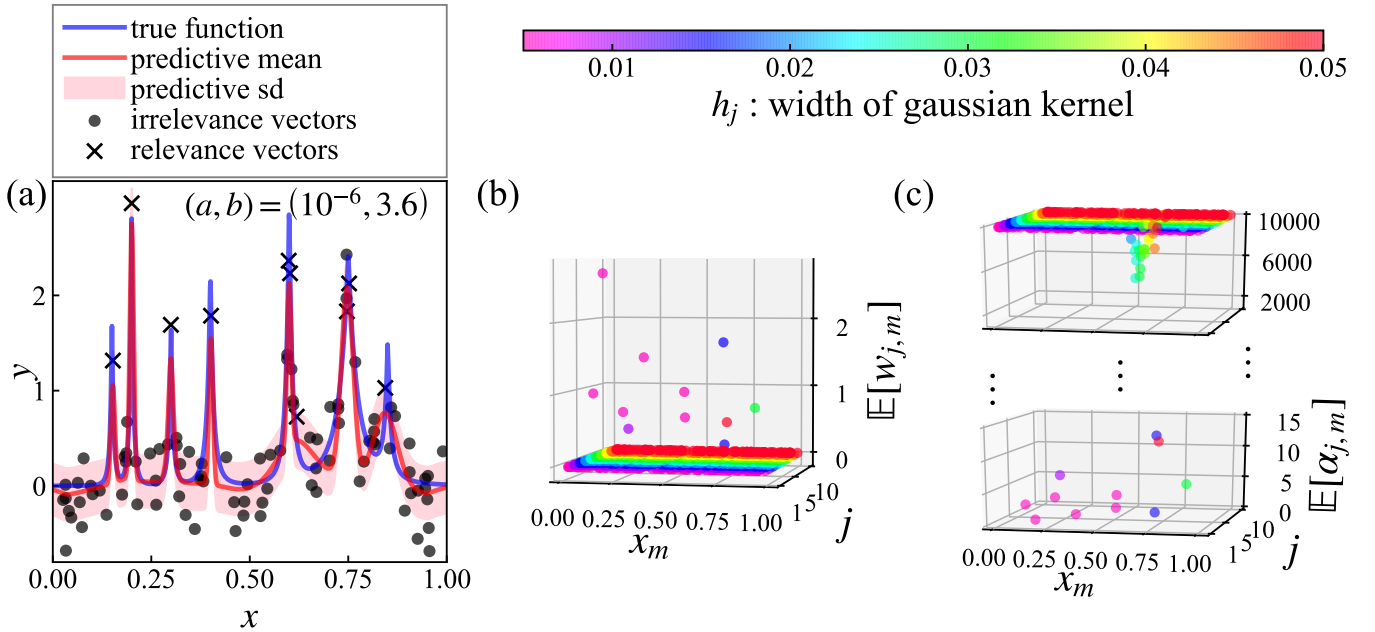 true function
predictive mean
predictive sd
irrelevance vectors
relevance vectors
0.01 0.02 0.03 0.04 0.05
h_j : width of gaussian kernel
(a)
(a, b) = (10^{-6}, 3.6)
y
2
1
0
0.00 0.25 0.50 0.75 1.00
x
(b)
2
1
0
𝔼[w_{j,m}]
0.00 0.25 0.50 0.75 1.00
x_m
1 5 10
j
(c)
10000
6000
2000
⋮ ⋮ ⋮
15
10
5
0
𝔼[α_{j,m}]
0.00 0.25 0.50 0.75 1.00
x_m
1 5 10
j